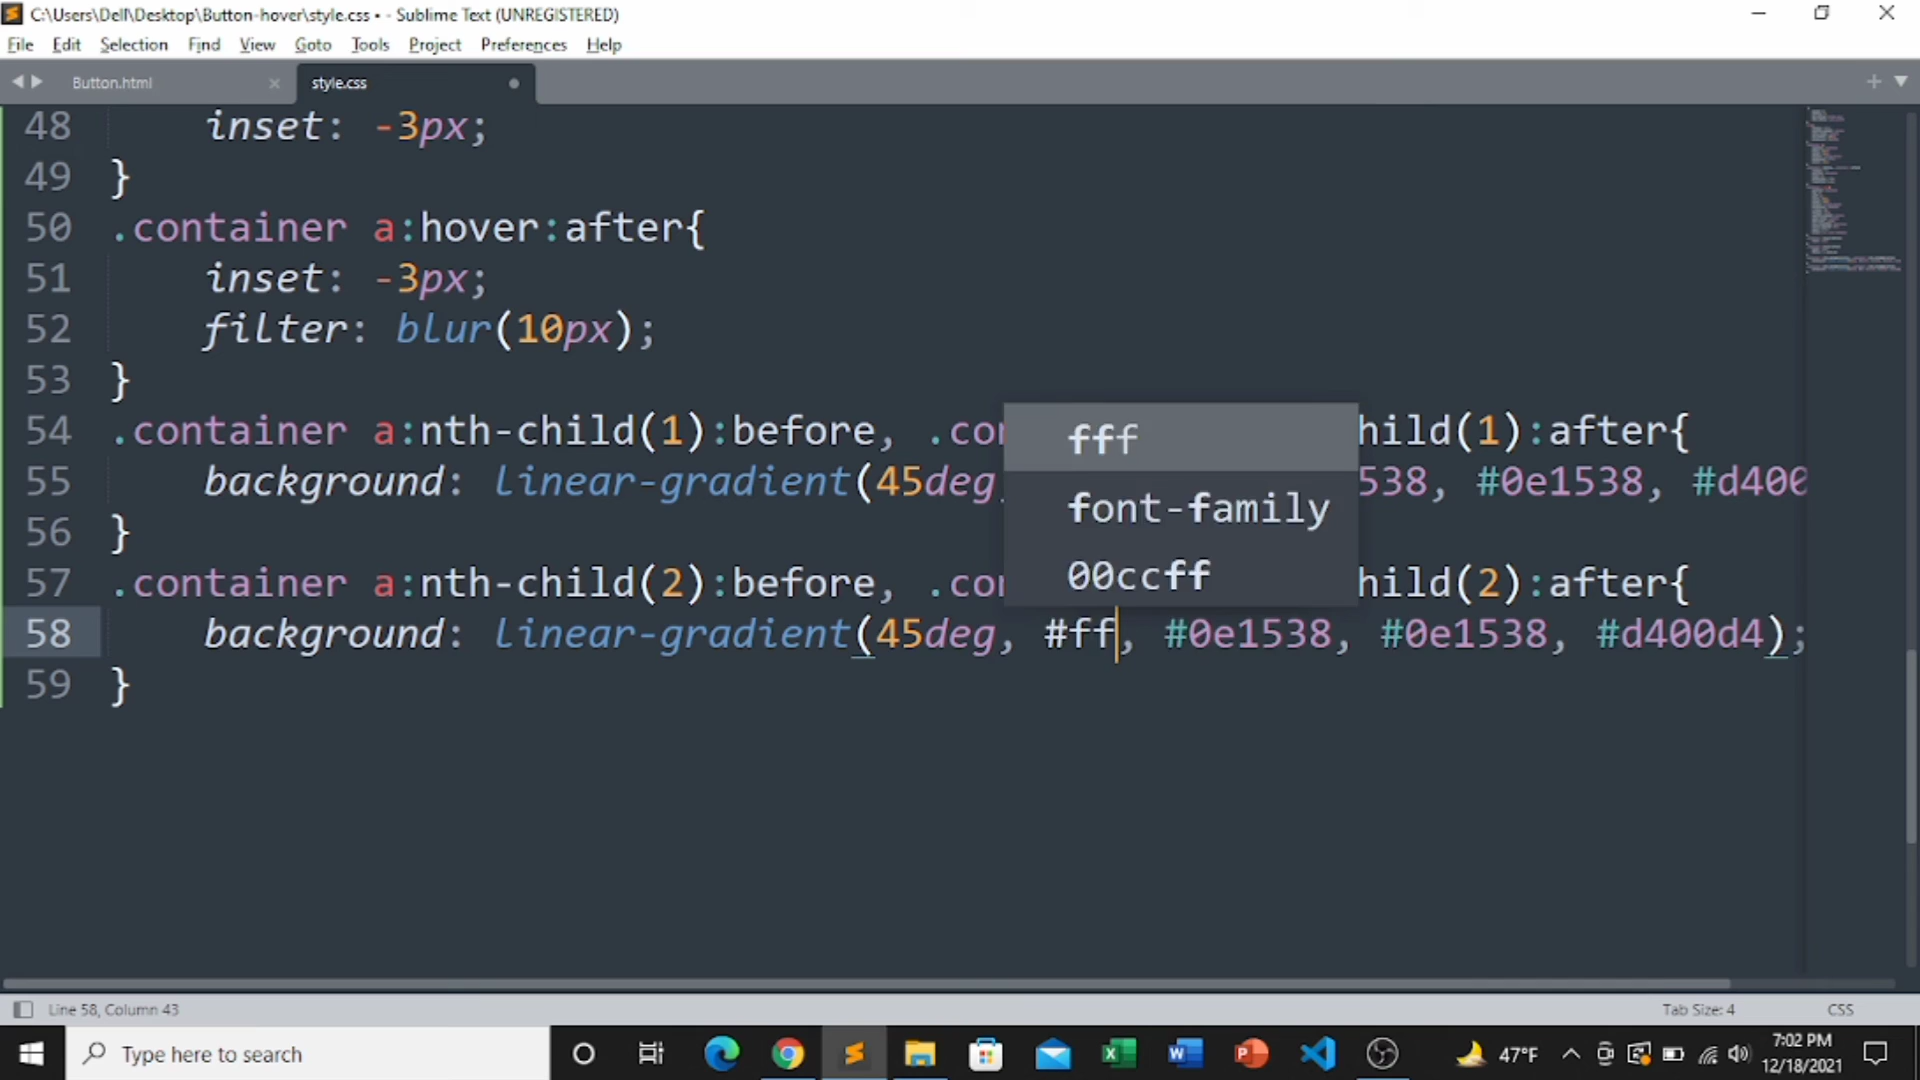 C:\Users\Dell\Desktop\Button-hover\style.css • - Sublime Text (UNREGISTERED)
File Edit Selection Find View Goto Tools Project Preferences Help
Button.html style.css
48 inset: -3px;
49 }
50 .container a:hover:after{
51 inset: -3px;
52 filter: blur(10px);
53 }
54 .container a:nth-child(1):before, .con hild(1):after{
fff
55 background: linear-gradient(45deg, 538, #0e1538, #d400
font-family
56 }
00ccff
57 .container a:nth-child(2):before, .con hild(2):after{
58 background: linear-gradient(45deg, #ff, #0e1538, #0e1538, #d400d4);
59 }
Line 58, Column 43 Tab Size: 4 CSS
Type here to search 47°F 7:02 PM
12/18/2021